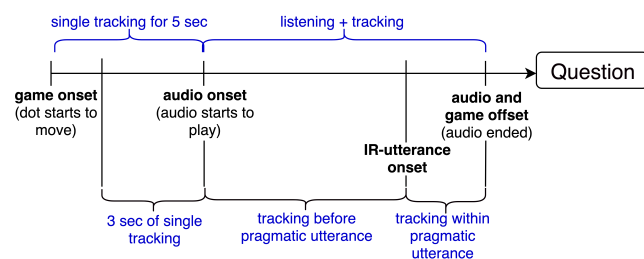 single tracking for 5 sec
listening + tracking
Question
game onset
(dot starts to
move)
audio onset
(audio starts to
play)
audio and
game offset
(audio ended)
IR-utterance
onset
3 sec of single
tracking
tracking before
pragmatic utterance
tracking within
pragmatic
utterance